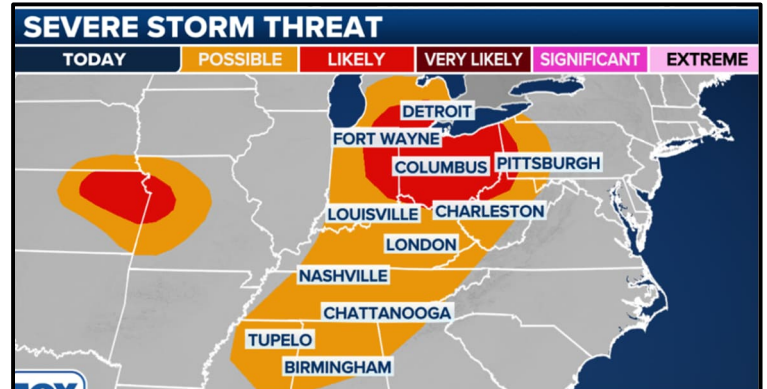 SEVERE STORM THREAT
TODAY POSSIBLE LIKELY VERY LIKELY SIGNIFICANT EXTREME
DETROIT
FORT WAYNE
COLUMBUS PITTSBURGH
LOUISVILLE CHARLESTON
LONDON
NASHVILLE
CHATTANOOGA
TUPELO
BIRMINGHAM
FOX